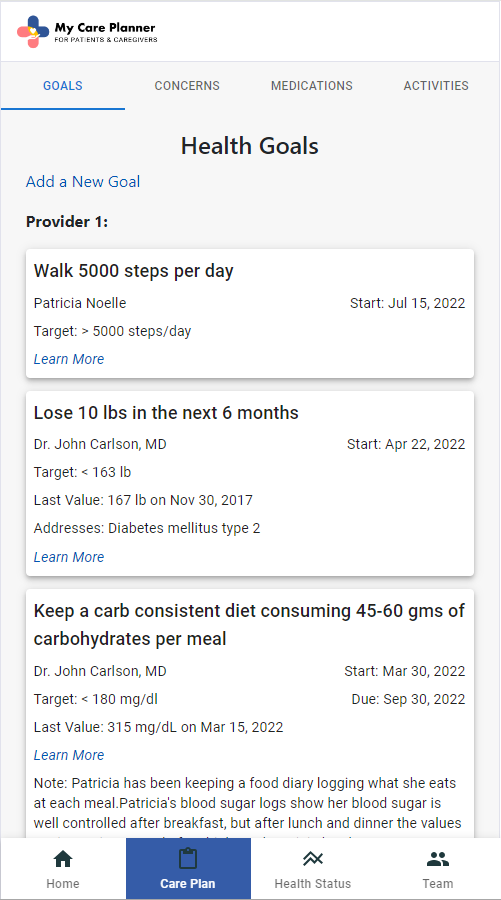 My Care Planner
FOR PATIENTS & CAREGIVERS
GOALS CONCERNS MEDICATIONS ACTIVITIES
Health Goals
Add a New Goal
Provider 1:
Walk 5000 steps per day
Patricia Noelle Start: Jul 15, 2022
Target: > 5000 steps/day
Learn More
Lose 10 lbs in the next 6 months
Dr. John Carlson, MD Start: Apr 22, 2022
Target: < 163 lb
Last Value: 167 lb on Nov 30, 2017
Addresses: Diabetes mellitus type 2
Learn More
Keep a carb consistent diet consuming 45-60 gms of
carbohydrates per meal
Dr. John Carlson, MD Start: Mar 30, 2022
Target: < 180 mg/dl Due: Sep 30, 2022
Last Value: 315 mg/dL on Mar 15, 2022
Learn More
Note: Patricia has been keeping a food diary logging what she eats
at each meal.Patricia's blood sugar logs show her blood sugar is
well controlled after breakfast, but after lunch and dinner the values
Home Care Plan Health Status Team